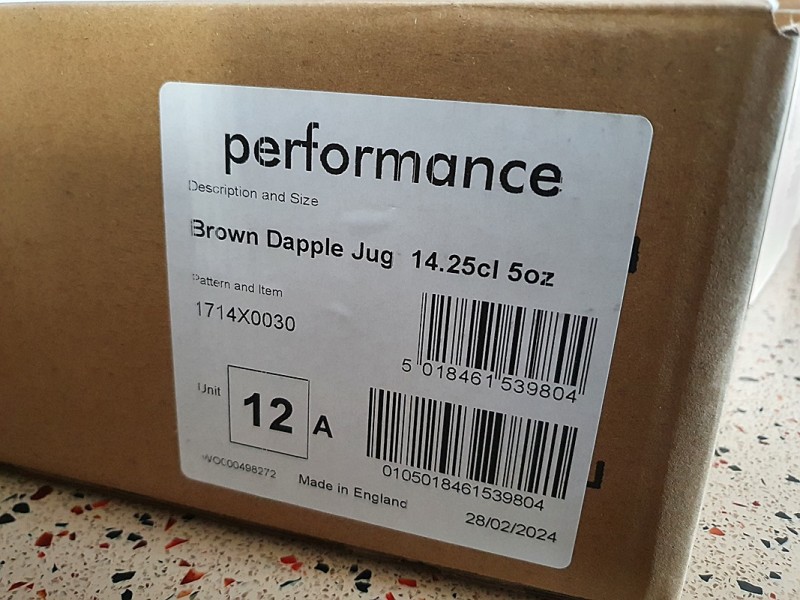 performance
Description and Size
Brown Dapple Jug 14.25cl 5oz
Pattern and Item
1714X0030
5 018461 539804
Unit
12 A
0105018461539804
WOC00498272
Made in England
28/02/2024